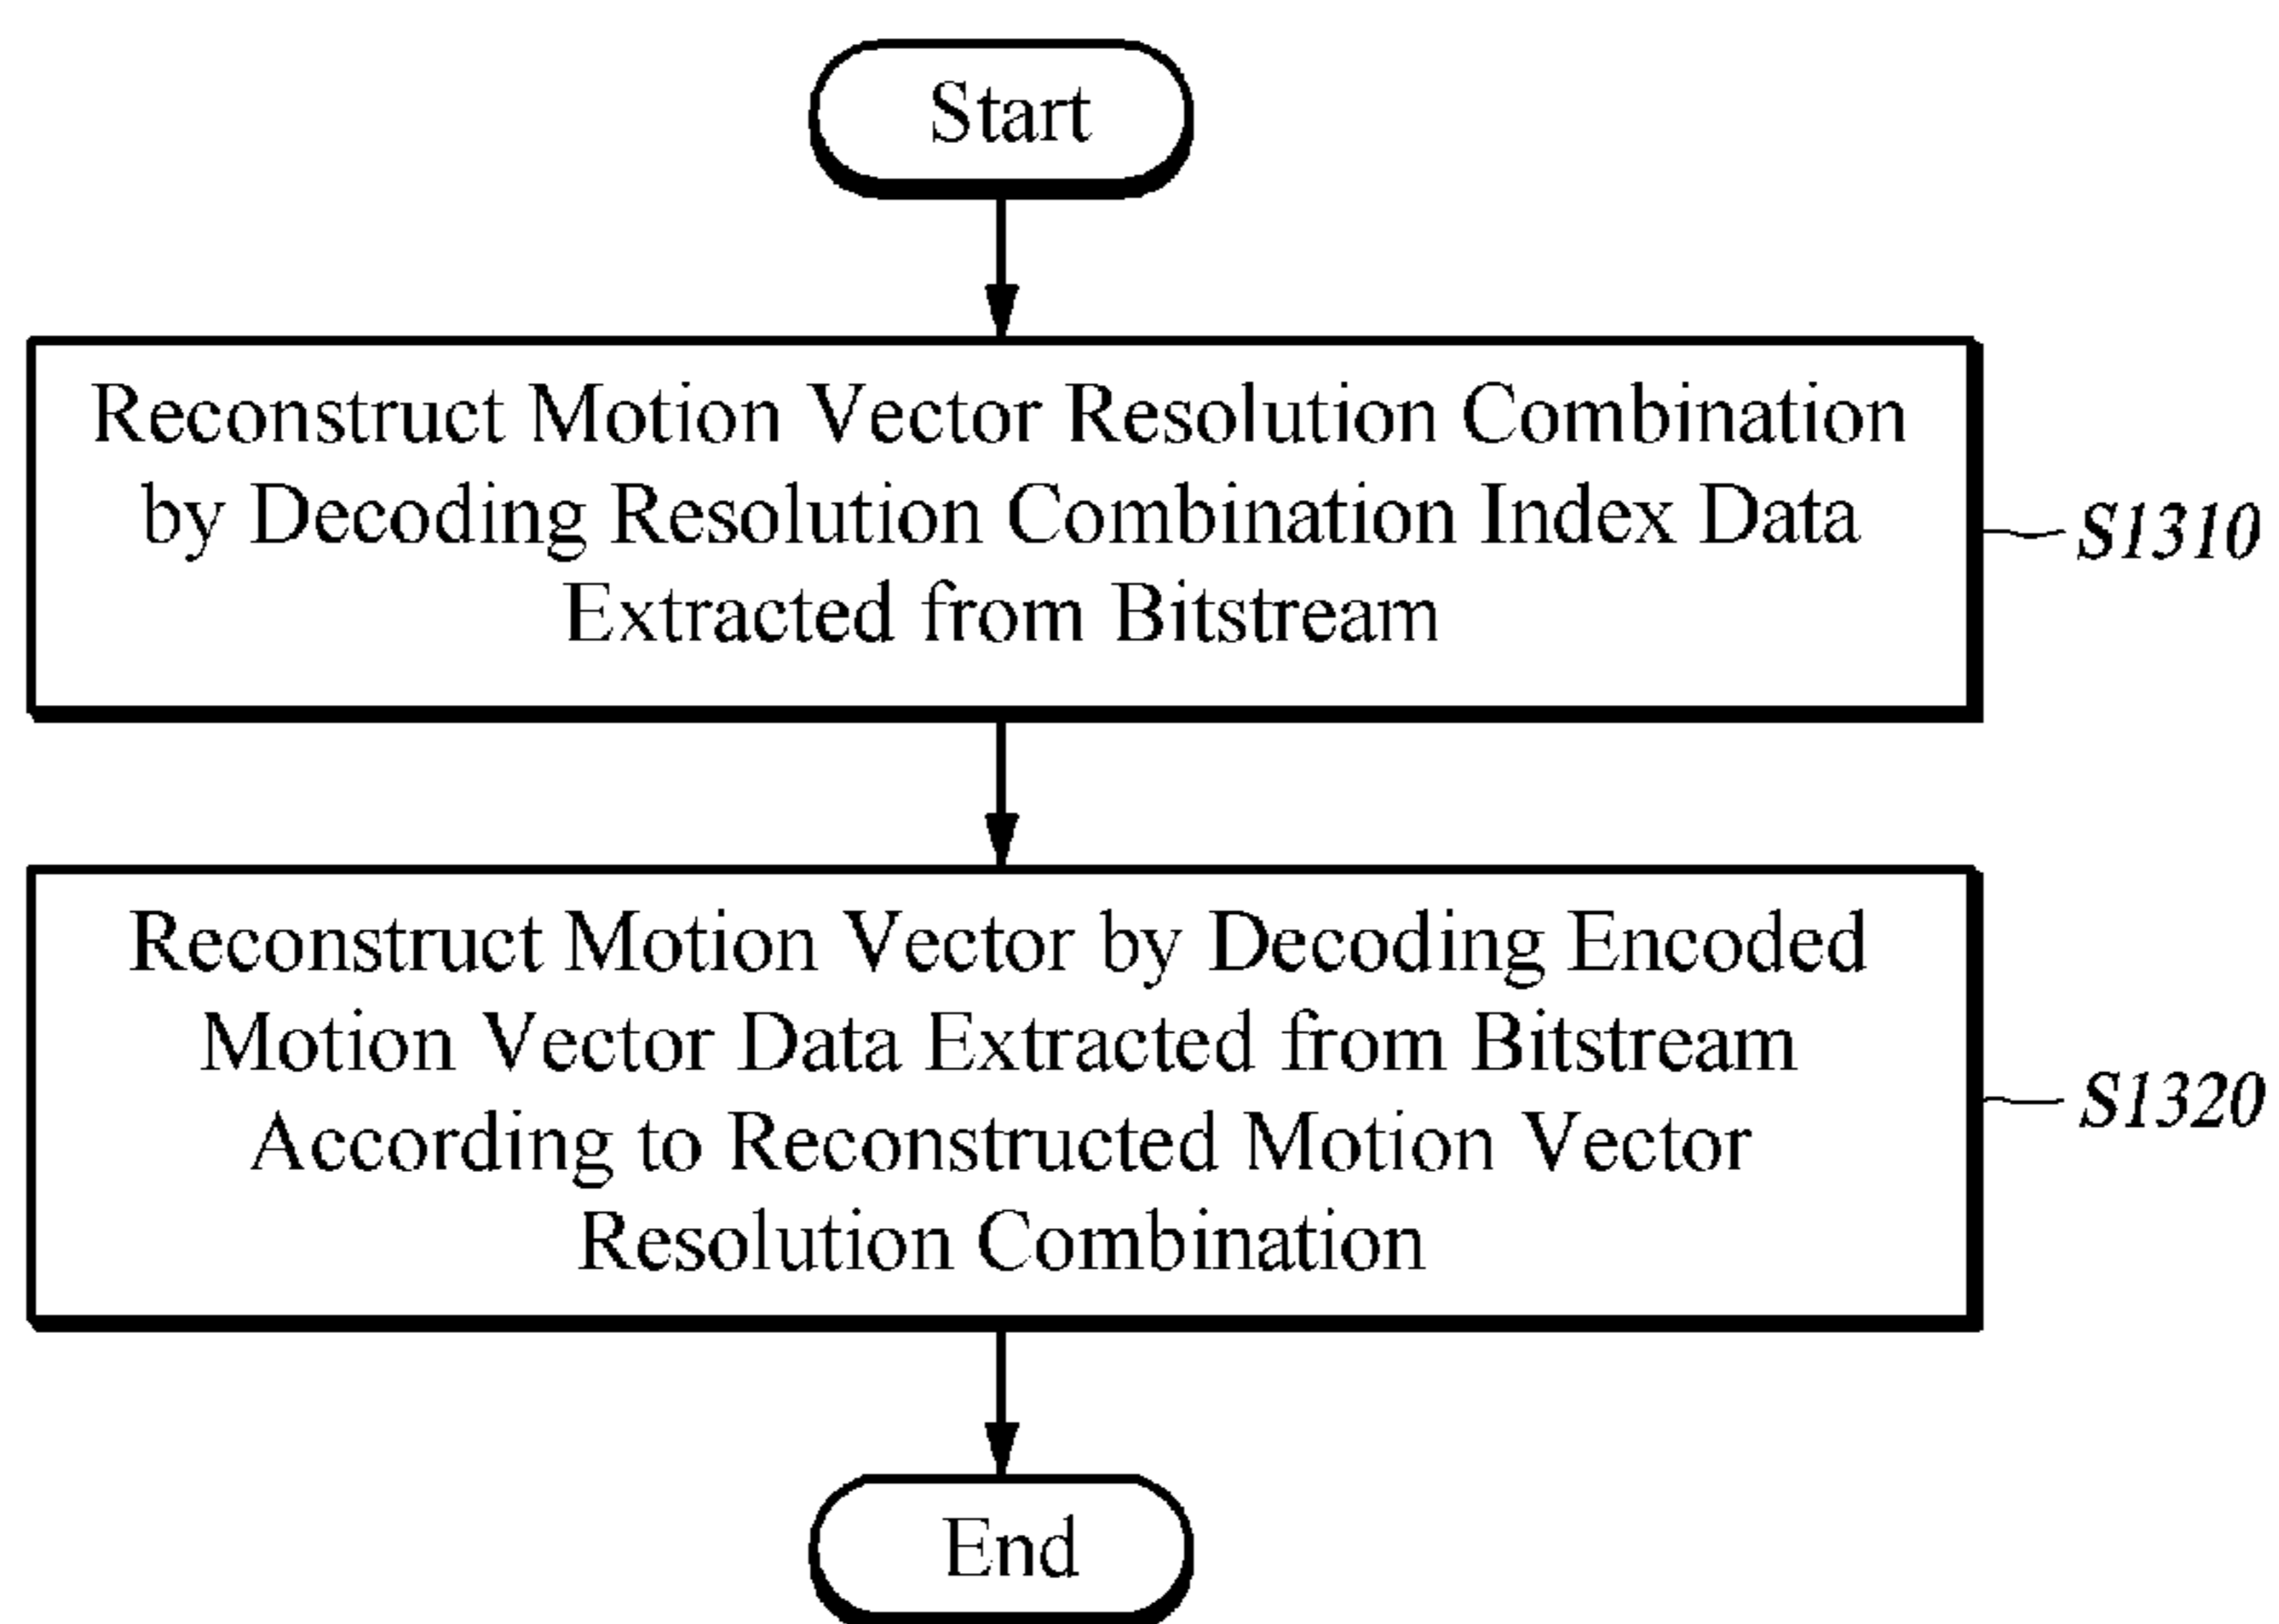 Start
Reconstruct Motion Vector Resolution Combination
by Decoding Resolution Combination Index Data
Extracted from Bitstream
S1310
Reconstruct Motion Vector by Decoding Encoded
Motion Vector Data Extracted from Bitstream
According to Reconstructed Motion Vector
Resolution Combination
S1320
End